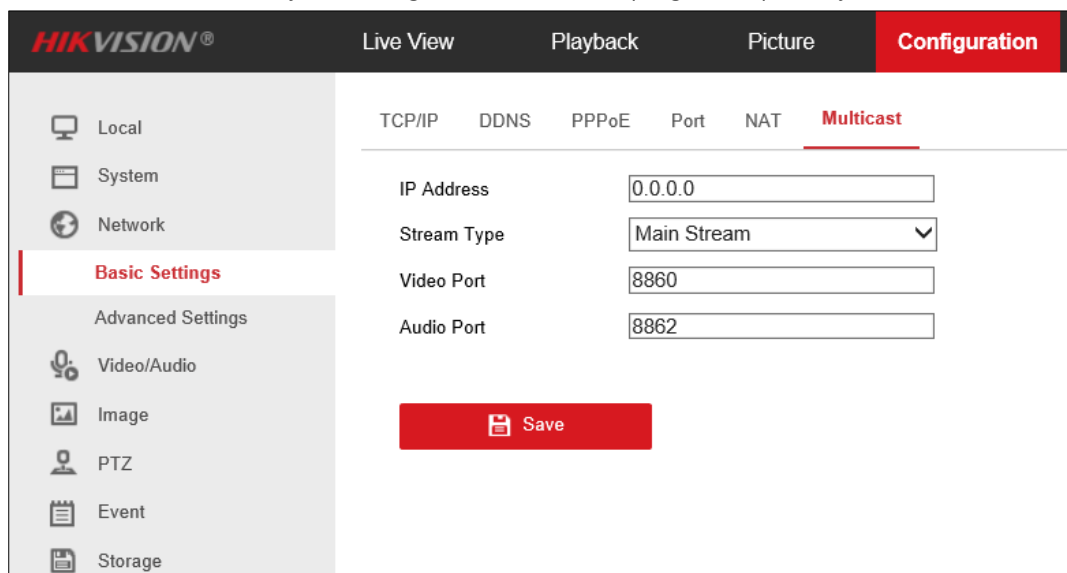 HIKVISION® Live View Playback Picture Configuration
Local
System
Network
Basic Settings
Advanced Settings
Video/Audio
Image
PTZ
Event
Storage
TCP/IP DDNS PPPoE Port NAT Multicast
IP Address 0.0.0.0
Stream Type Main Stream
Video Port 8860
Audio Port 8862
Save